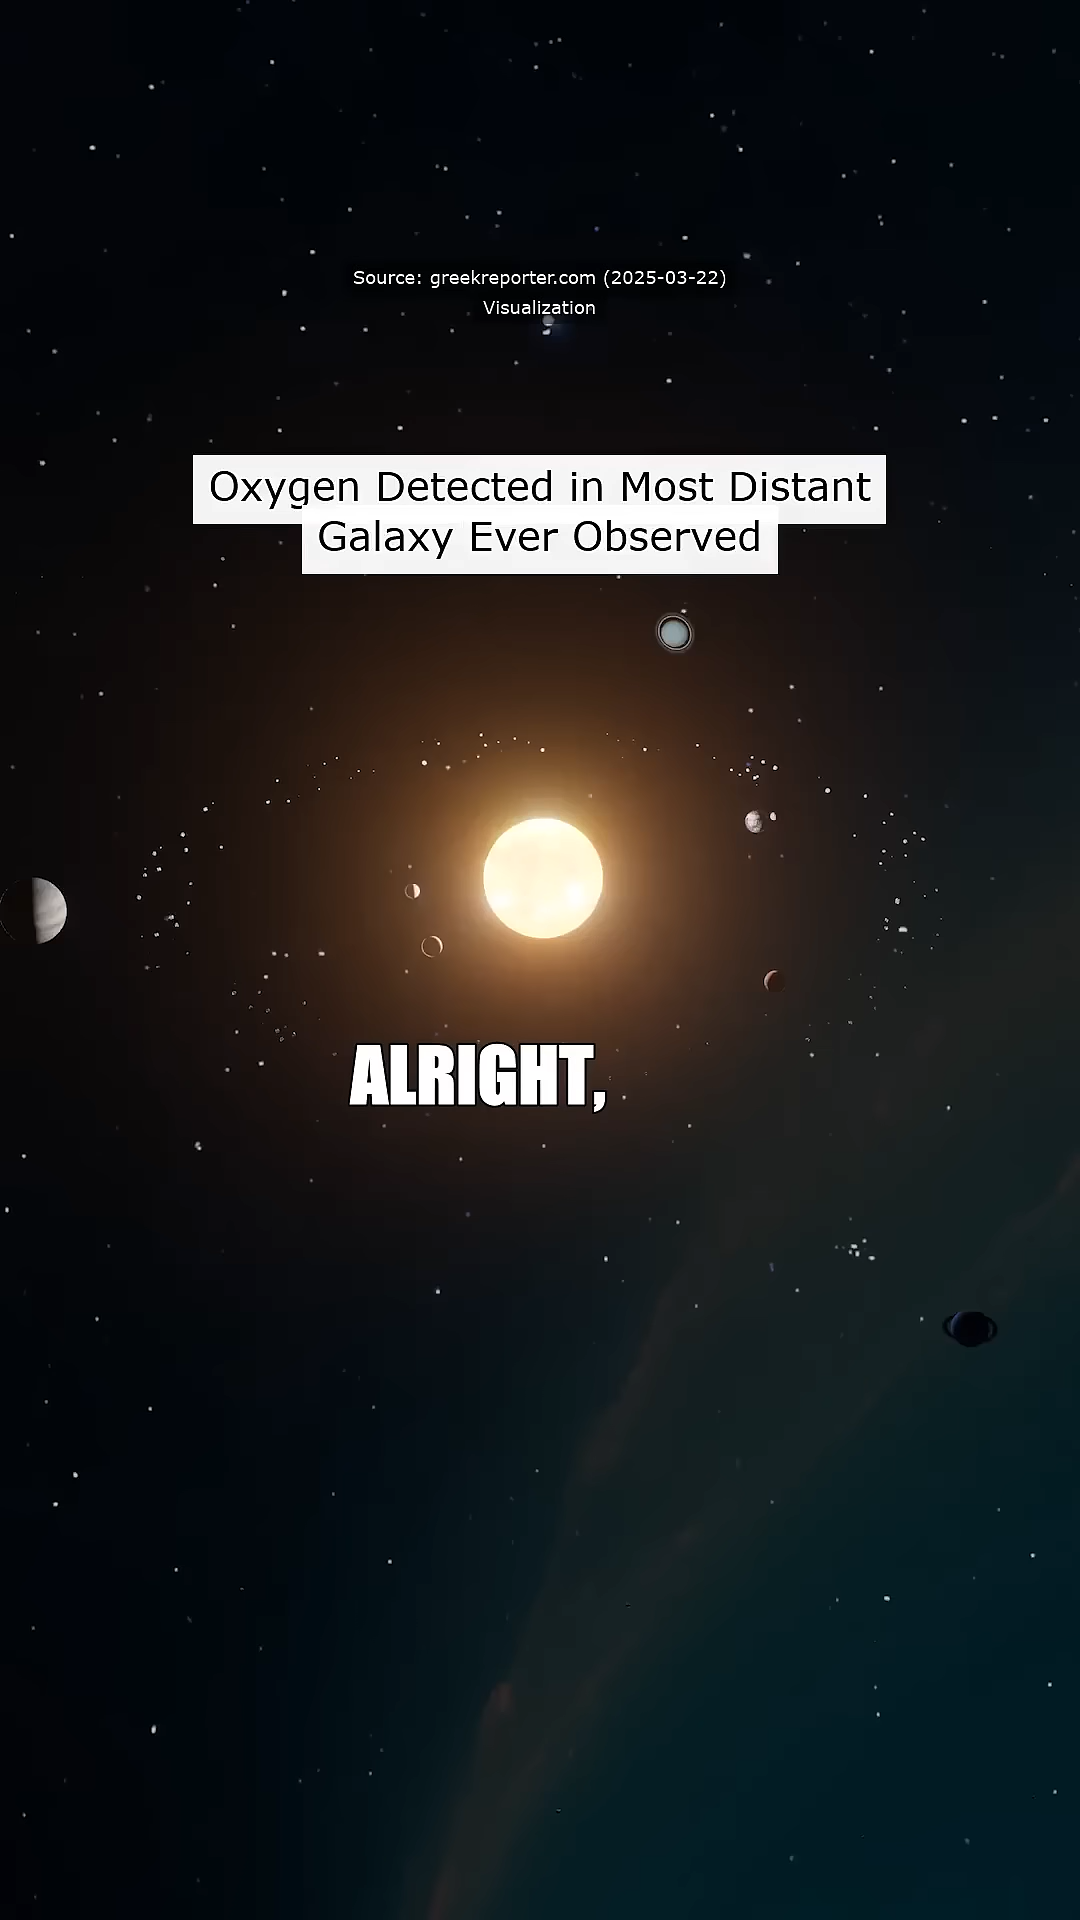 Source: greekreporter.com (2025-03-22)
Visualization
Oxygen Detected in Most Distant
Galaxy Ever Observed
ALRIGHT,